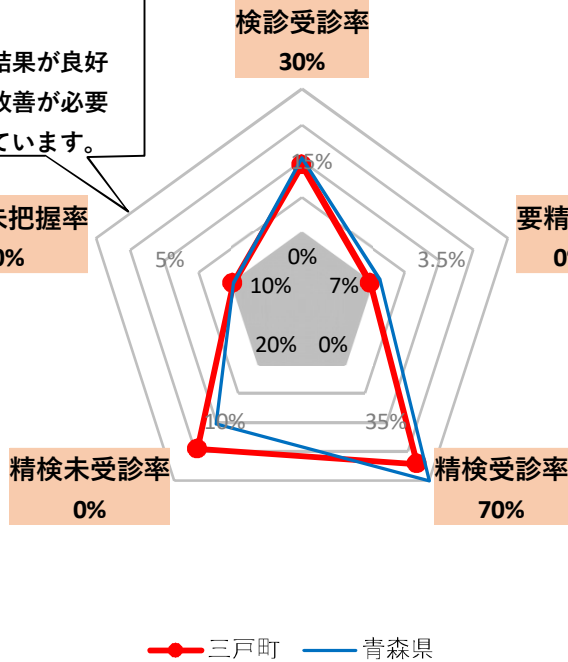 検診受診率
30%
結果が良好
改善が必要
ています。
未把握率
0%
要精
0%
15%
5%
3.5%
0%
10%
7%
20%
0%
10%
35%
精検未受診率
0%
精検受診率
70%
三戸町
青森県